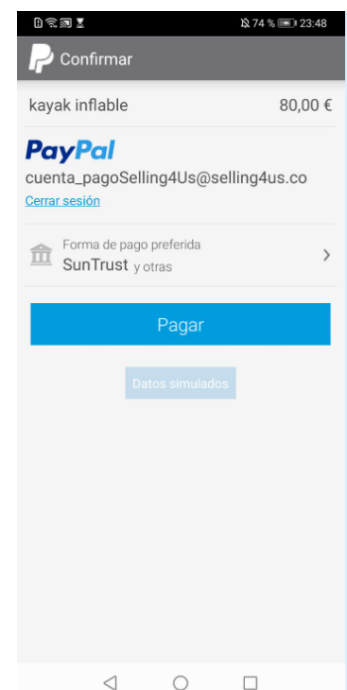 74 % 23:48
Confirmar
kayak inflable 80,00 €
PayPal
cuenta_pagoSelling4Us@selling4us.co
Cerrar sesión
Forma de pago preferida
SunTrust y otras
Pagar
Datos simulados